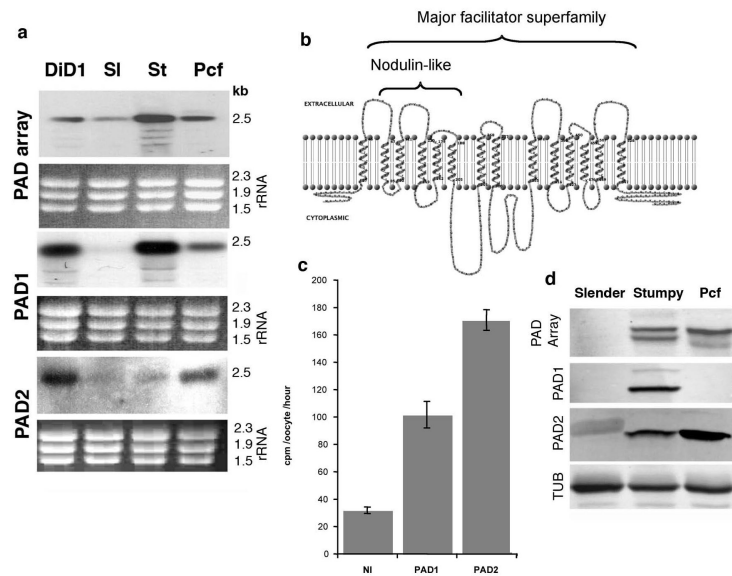 a
DiD1 Sl St Pcf
kb
PAD array
2.5
2.3
1.9
1.5
rRNA
PAD1
2.5
2.3
1.9
1.5
rRNA
PAD2
2.5
2.3
1.9
1.5
rRNA
b
Major facilitator superfamily
Nodulin-like
EXTRACELLULAR
CYTOPLASMIC
c
cpm /oocyte /hour
200
180
160
140
120
100
80
60
40
20
0
NI PAD1 PAD2
d
Slender Stumpy Pcf
PAD
Array
PAD1
PAD2
TUB